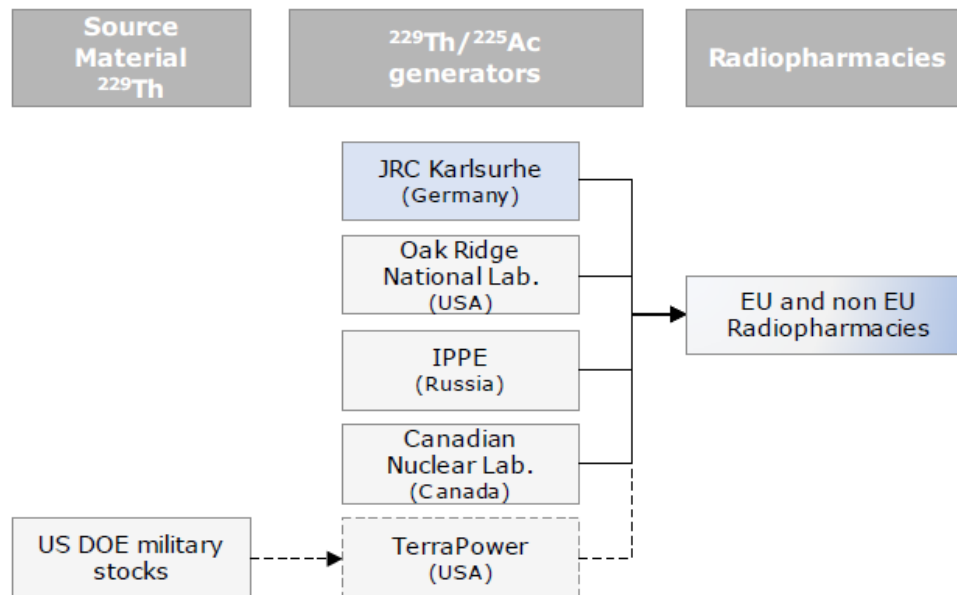 Source
Material
²²⁹Th
²²⁹Th/²²⁵Ac
generators
Radiopharmacies
JRC Karlsurhe
(Germany)
Oak Ridge
National Lab.
(USA)
EU and non EU
Radiopharmacies
IPPE
(Russia)
Canadian
Nuclear Lab.
(Canada)
US DOE military
stocks
TerraPower
(USA)